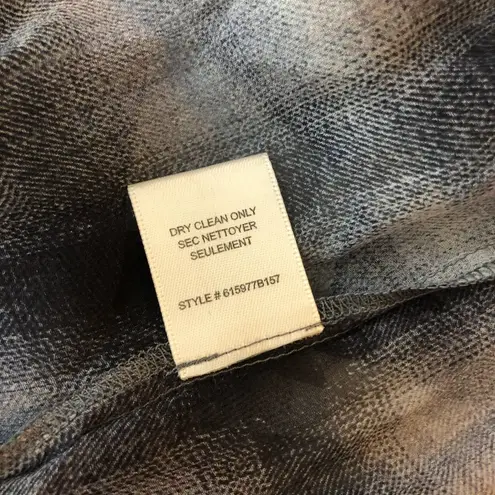 DRY CLEAN ONLY
SEC NETTOYER
SEULEMENT
STYLE # 615977B157